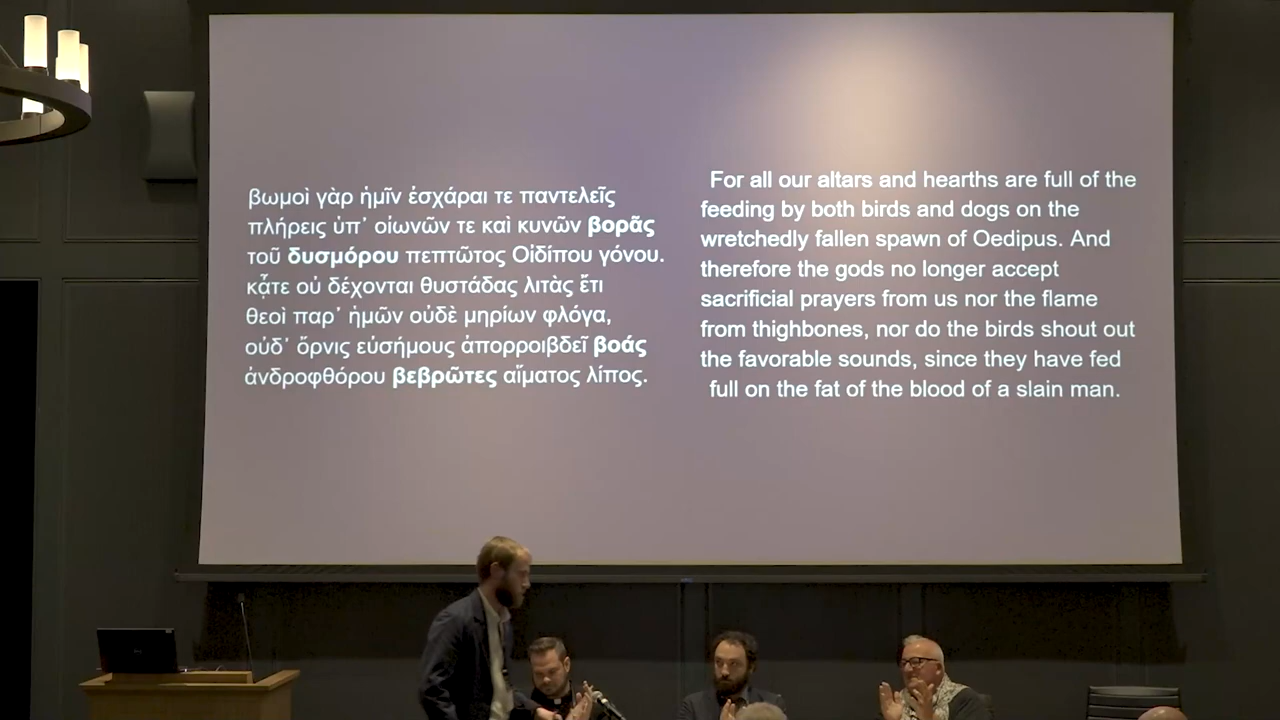 βωμοὶ γὰρ ἡμῖν ἐσχάραι τε παντελεῖς
πλήρεις ὑπ᾽ οἰωνῶν τε καὶ κυνῶν βορᾶς
τοῦ δυσμόρου πεπτῶτος Οἰδίπου γόνου.
κᾆτε οὐ δέχονται θυστάδας λιτὰς ἔτι
θεοὶ παρ᾽ ἡμῶν οὐδὲ μηρίων φλόγα,
οὐδ᾽ ὄρνις εὐσήμους ἀπορροιβδεῖ βοάς
ἀνδροφθόρου βεβρῶτες αἵματος λίπος.
For all our altars and hearths are full of the
feeding by both birds and dogs on the
wretchedly fallen spawn of Oedipus. And
therefore the gods no longer accept
sacrificial prayers from us nor the flame
from thighbones, nor do the birds shout out
the favorable sounds, since they have fed
full on the fat of the blood of a slain man.